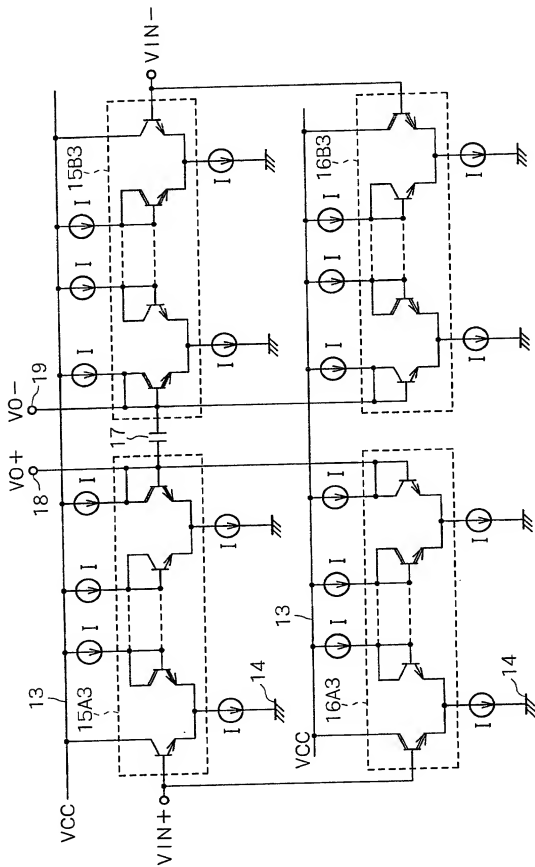 VO+ VO-
18 19
13
VCC
I I I I I I
15A3 17 15B3
VIN+ VIN-
I I I I
14
13
VCC
I I I I I I
16A3 16B3
I I I I
14